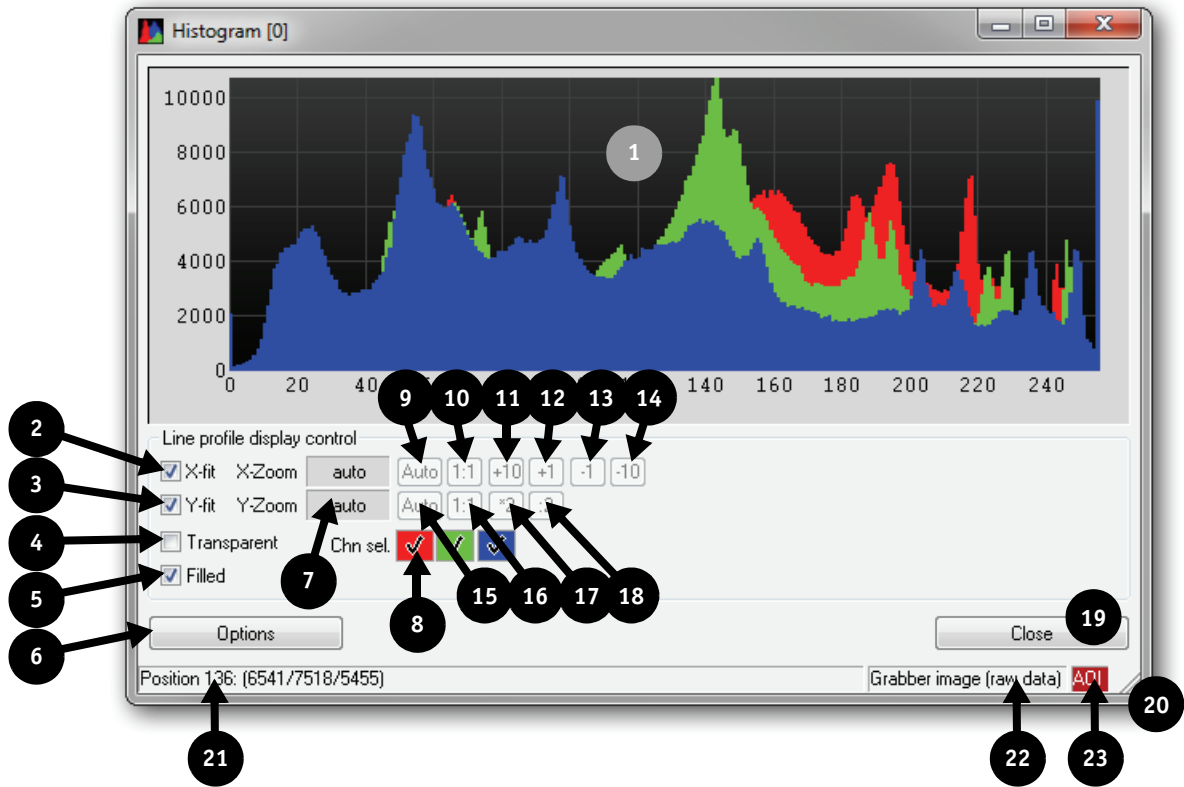 Histogram [0]
10000
8000
6000
4000
2000
0
0 20 40 140 160 180 200 220 240
1
9 10 11 12 13 14
2
Line profile display control
X-fit X-Zoom auto Auto 1:1 +10 +1 -1 -10
3
Y-fit Y-Zoom auto Auto 1:1 *2 :2
4
Transparent Chn sel.
5
Filled
7
8
15 16 17 18
6
Options
Close
19
Position 136: (6541/7518/5455)
Grabber image (raw data) AOI
20
21
22
23